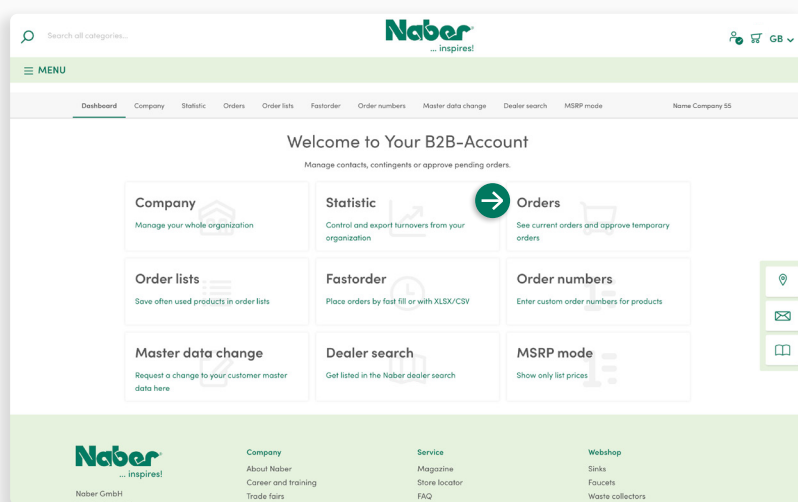 Search all categories...
Naber
... inspires!
GB
MENU
Dashboard Company Statistic Orders Order lists Fastorder Order numbers Master data change Dealer search MSRP mode Name Company 55
Welcome to Your B2B-Account
Manage contacts, contingents or approve pending orders.
Company
Manage your whole organization
Statistic
Control and export turnovers from your
organization
Orders
See current orders and approve temporary
orders
Order lists
Save often used products in order lists
Fastorder
Place orders by fast fill or with XLSX/CSV
Order numbers
Enter custom order numbers for products
Master data change
Request a change to your customer master
data here
Dealer search
Get listed in the Naber dealer search
MSRP mode
Show only list prices
Naber
... inspires!
Naber GmbH
Company
About Naber
Career and training
Trade fairs
Service
Magazine
Store locator
FAQ
Webshop
Sinks
Faucets
Waste collectors